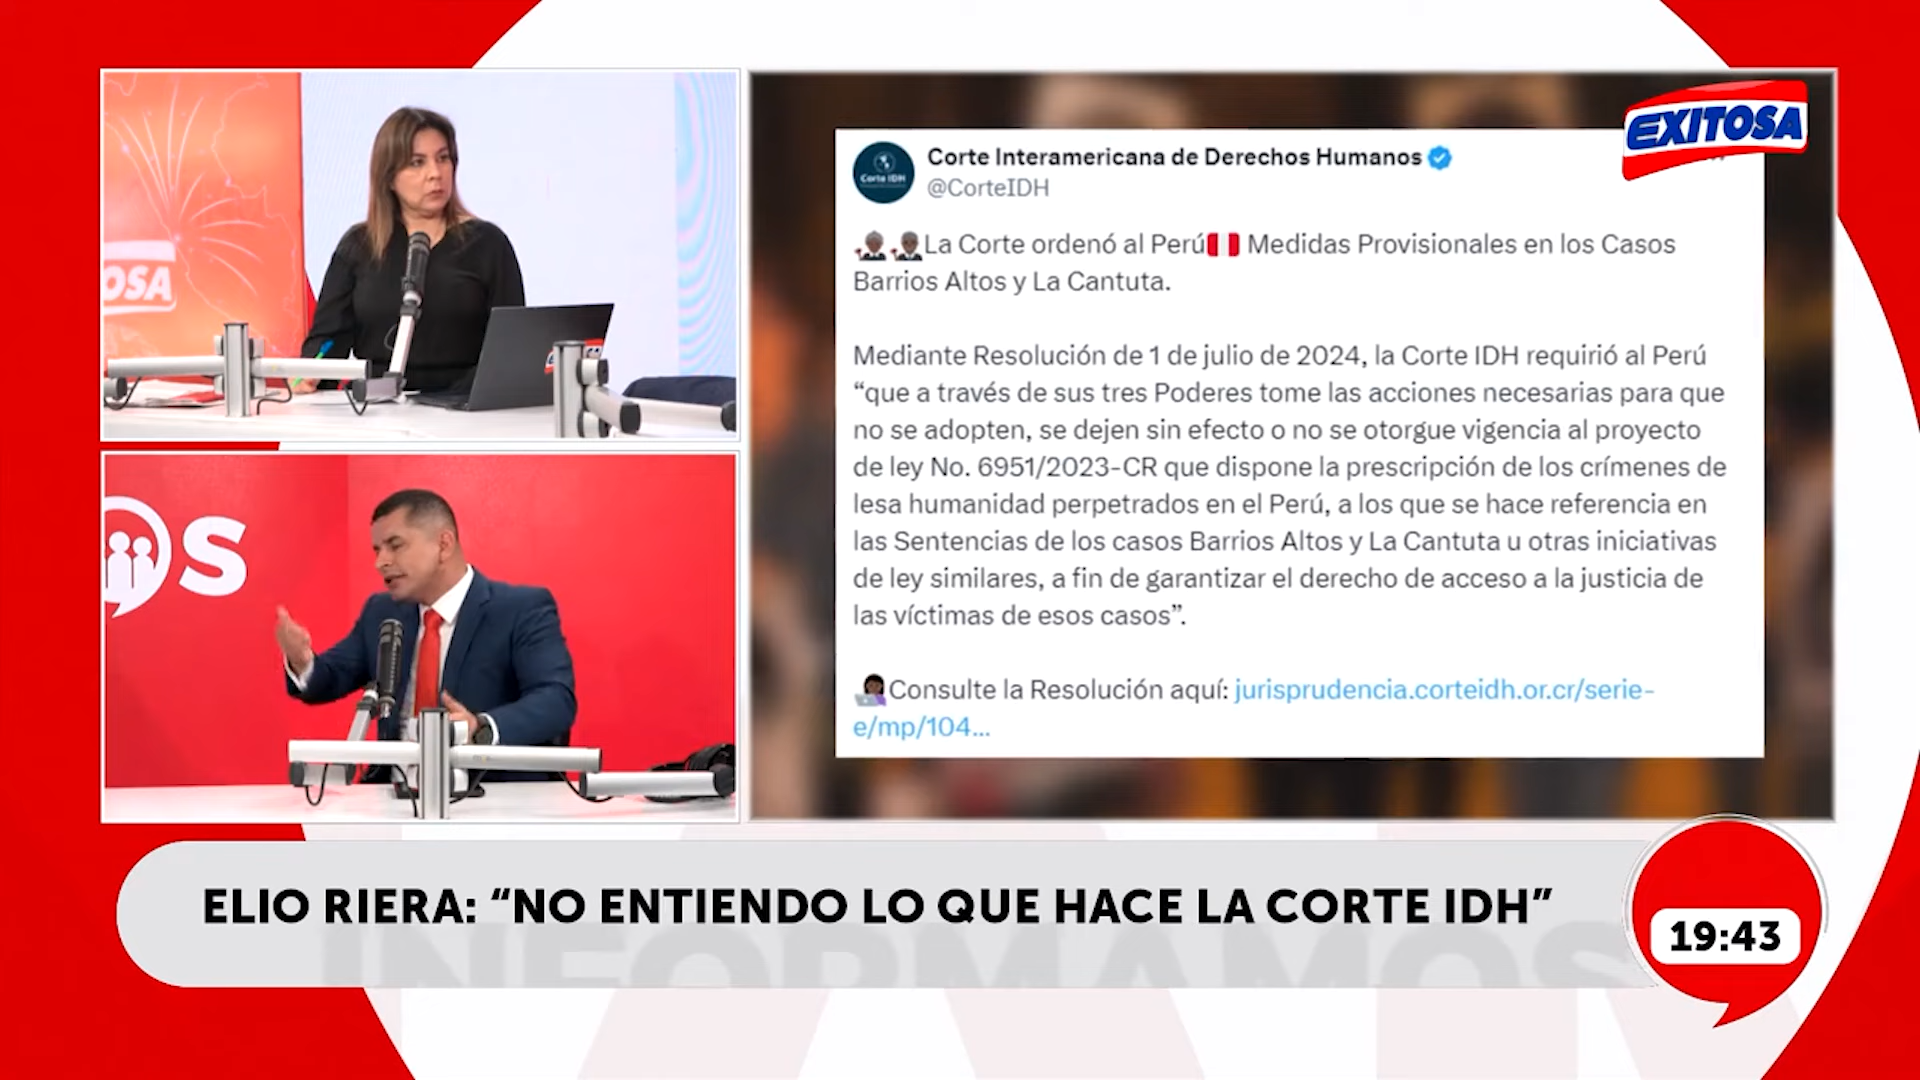 EXITOSA
Corte Interamericana de Derechos Humanos
Corte IDH
@CorteIDH
La Corte ordenó al Perú Medidas Provisionales en los Casos
Barrios Altos y La Cantuta.
Mediante Resolución de 1 de julio de 2024, la Corte IDH requirió al Perú
“que a través de sus tres Poderes tome las acciones necesarias para que
no se adopten, se dejen sin efecto o no se otorgue vigencia al proyecto
de ley No. 6951/2023-CR que dispone la prescripción de los crímenes de
lesa humanidad perpetrados en el Perú, a los que se hace referencia en
las Sentencias de los casos Barrios Altos y La Cantuta u otras iniciativas
de ley similares, a fin de garantizar el derecho de acceso a la justicia de
las víctimas de esos casos”.
Consulte la Resolución aquí: jurisprudencia.corteidh.or.cr/serie-
e/mp/104...
OSA
OS
ELIO RIERA: “NO ENTIENDO LO QUE HACE LA CORTE IDH”
19:43
INFORMAMOS